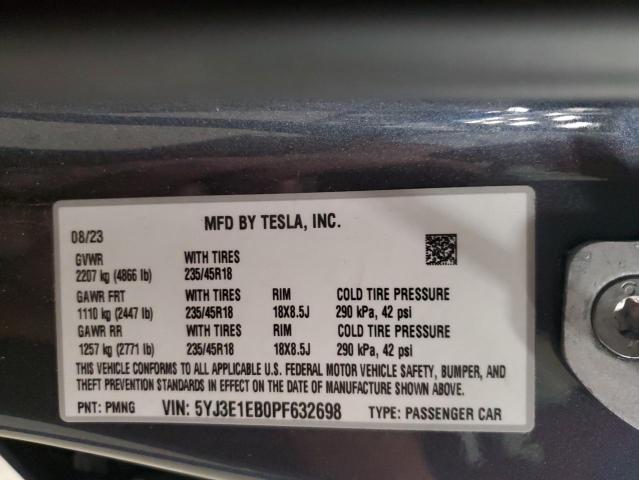 MFD BY TESLA, INC.
08/23
GVWR WITH TIRES
2207 kg (4866 lb) 235/45R18
GAWR FRT WITH TIRES RIM COLD TIRE PRESSURE
1110 kg (2447 lb) 235/45R18 18X8.5J 290 kPa, 42 psi
GAWR RR WITH TIRES RIM COLD TIRE PRESSURE
1257 kg (2771 lb) 235/45R18 18X8.5J 290 kPa, 42 psi
THIS VEHICLE CONFORMS TO ALL APPLICABLE U.S. FEDERAL MOTOR VEHICLE SAFETY, BUMPER, AND
THEFT PREVENTION STANDARDS IN EFFECT ON THE DATE OF MANUFACTURE SHOWN ABOVE.
PNT: PMNG VIN: 5YJ3E1EB0PF632698 TYPE: PASSENGER CAR